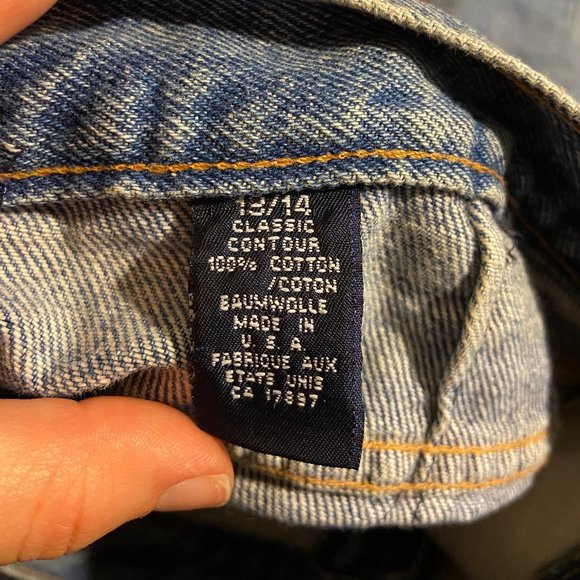 13/14
CLASSIC
CONTOUR
100% COTTON
/COTON
BAUMWOLLE
MADE IN
U S A
FABRIQUE AUX
ETATS UNIS
CA 17897